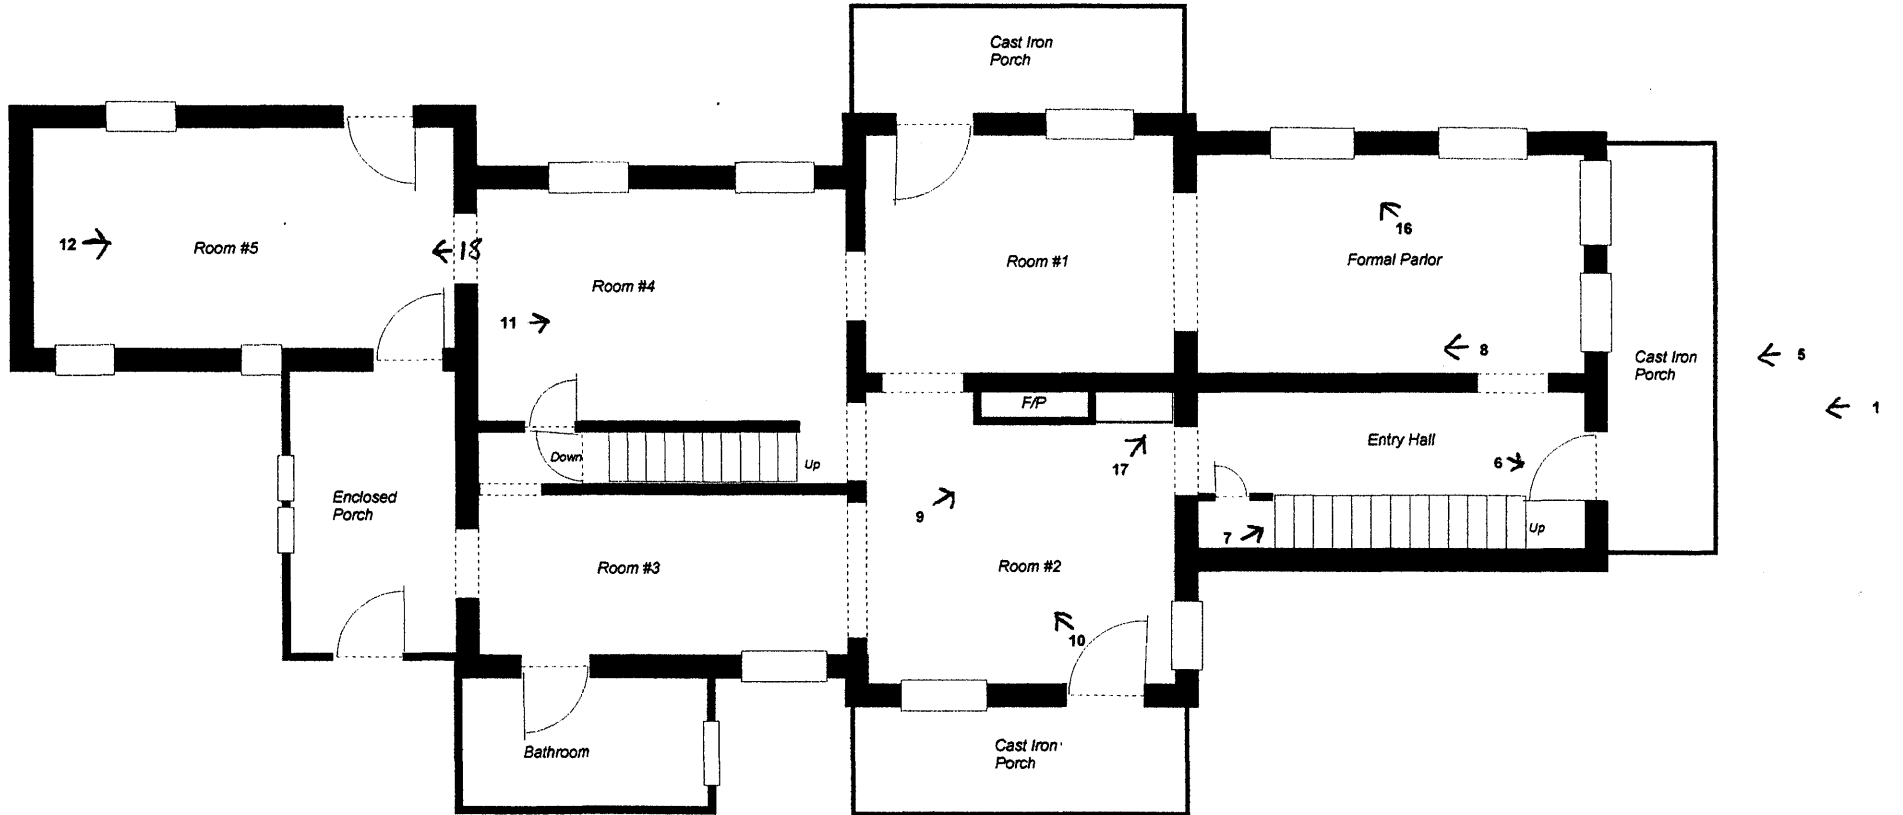 Cast Iron
Porch
12
Room #5
18
Room #4
11
Room #1
16
Formal Parlor
8
Cast Iron
Porch
5
1
F/P
Entry Hall
6
17
Down
Up
Enclosed
Porch
9
7
Up
Room #3
Room #2
10
Bathroom
Cast Iron
Porch